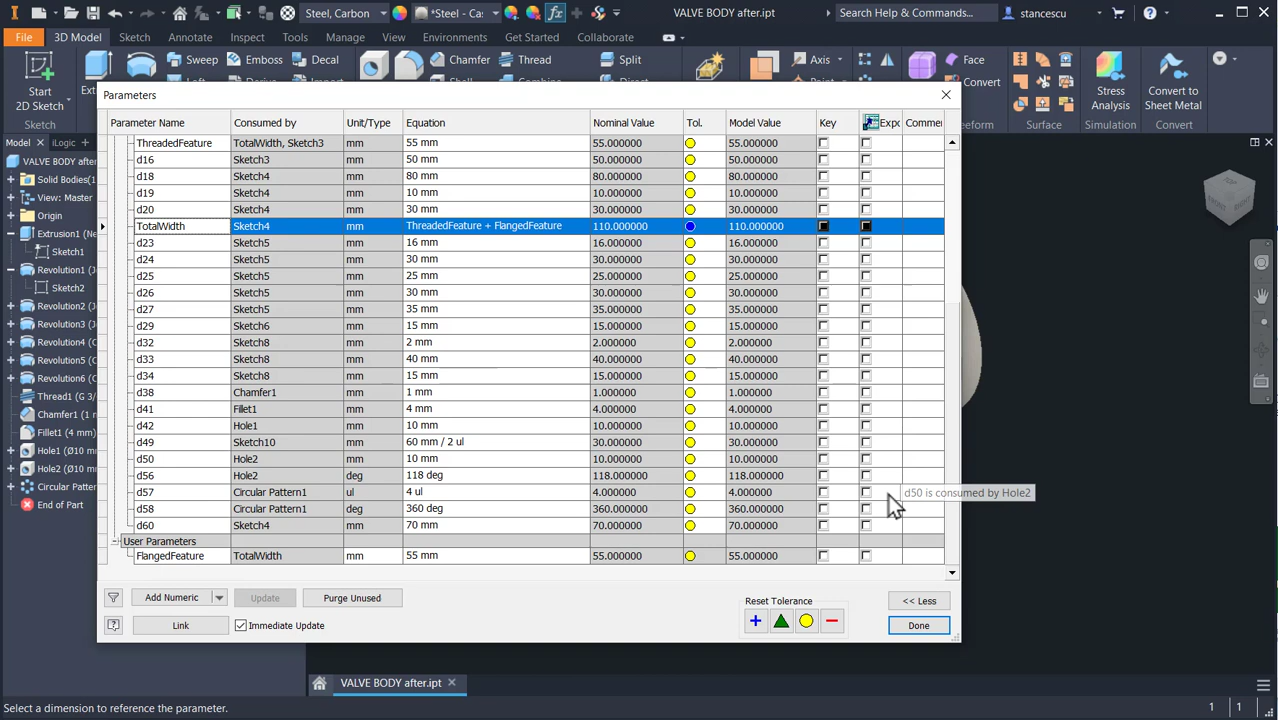 Steel, Carbon
*Steel - Cas
fx
VALVE BODY after.ipt
Search Help & Commands...
stancescu
File
3D Model
Sketch
Annotate
Inspect
Tools
Manage
View
Environments
Get Started
Collaborate
Start
2D Sketch
Sketch
Sweep
Emboss
Decal
Chamfer
Thread
Split
Axis
Face
Convert
Stress
Analysis
Convert to
Sheet Metal
Surface
Simulation
Convert
Model
iLogic
VALVE BODY after.ipt
Solid Bodies(1
View: Master
Origin
Extrusion1 (Ne
Sketch1
Revolution1 (J
Sketch2
Revolution2 (J
Revolution3 (J
Revolution4 (J
Revolution5 (J
Revolution6 (J
Thread1 (G 3/
Chamfer1 (1 m
Fillet1 (4 mm)
Hole1 (Ø10 mm
Hole2 (Ø10 mm
Circular Pattern
End of Part
Parameters
Parameter Name Consumed by Unit/Type Equation Nominal Value Tol. Model Value Key Expo Commen
ThreadedFeature TotalWidth, Sketch3 mm 55 mm 55.000000 55.000000
d16 Sketch3 mm 50 mm 50.000000 50.000000
d18 Sketch4 mm 80 mm 80.000000 80.000000
d19 Sketch4 mm 10 mm 10.000000 10.000000
d20 Sketch4 mm 30 mm 30.000000 30.000000
TotalWidth Sketch4 mm ThreadedFeature + FlangedFeature 110.000000 110.000000
d23 Sketch5 mm 16 mm 16.000000 16.000000
d24 Sketch5 mm 30 mm 30.000000 30.000000
d25 Sketch5 mm 25 mm 25.000000 25.000000
d26 Sketch5 mm 30 mm 30.000000 30.000000
d27 Sketch5 mm 35 mm 35.000000 35.000000
d29 Sketch6 mm 15 mm 15.000000 15.000000
d32 Sketch8 mm 2 mm 2.000000 2.000000
d33 Sketch8 mm 40 mm 40.000000 40.000000
d34 Sketch8 mm 15 mm 15.000000 15.000000
d38 Chamfer1 mm 1 mm 1.000000 1.000000
d41 Fillet1 mm 4 mm 4.000000 4.000000
d42 Hole1 mm 10 mm 10.000000 10.000000
d49 Sketch10 mm 60 mm / 2 ul 30.000000 30.000000
d50 Hole2 mm 10 mm 10.000000 10.000000
d56 Hole2 deg 118 deg 118.000000 118.000000
d57 Circular Pattern1 ul 4 ul 4.000000 4.000000
d50 is consumed by Hole2
d58 Circular Pattern1 deg 360 deg 360.000000 360.000000
d60 Sketch4 mm 70 mm 70.000000 70.000000
User Parameters
FlangedFeature TotalWidth mm 55 mm 55.000000 55.000000
Add Numeric
Update
Purge Unused
Reset Tolerance
<< Less
Link
Immediate Update
Done
VALVE BODY after.ipt
Select a dimension to reference the parameter.
1 1